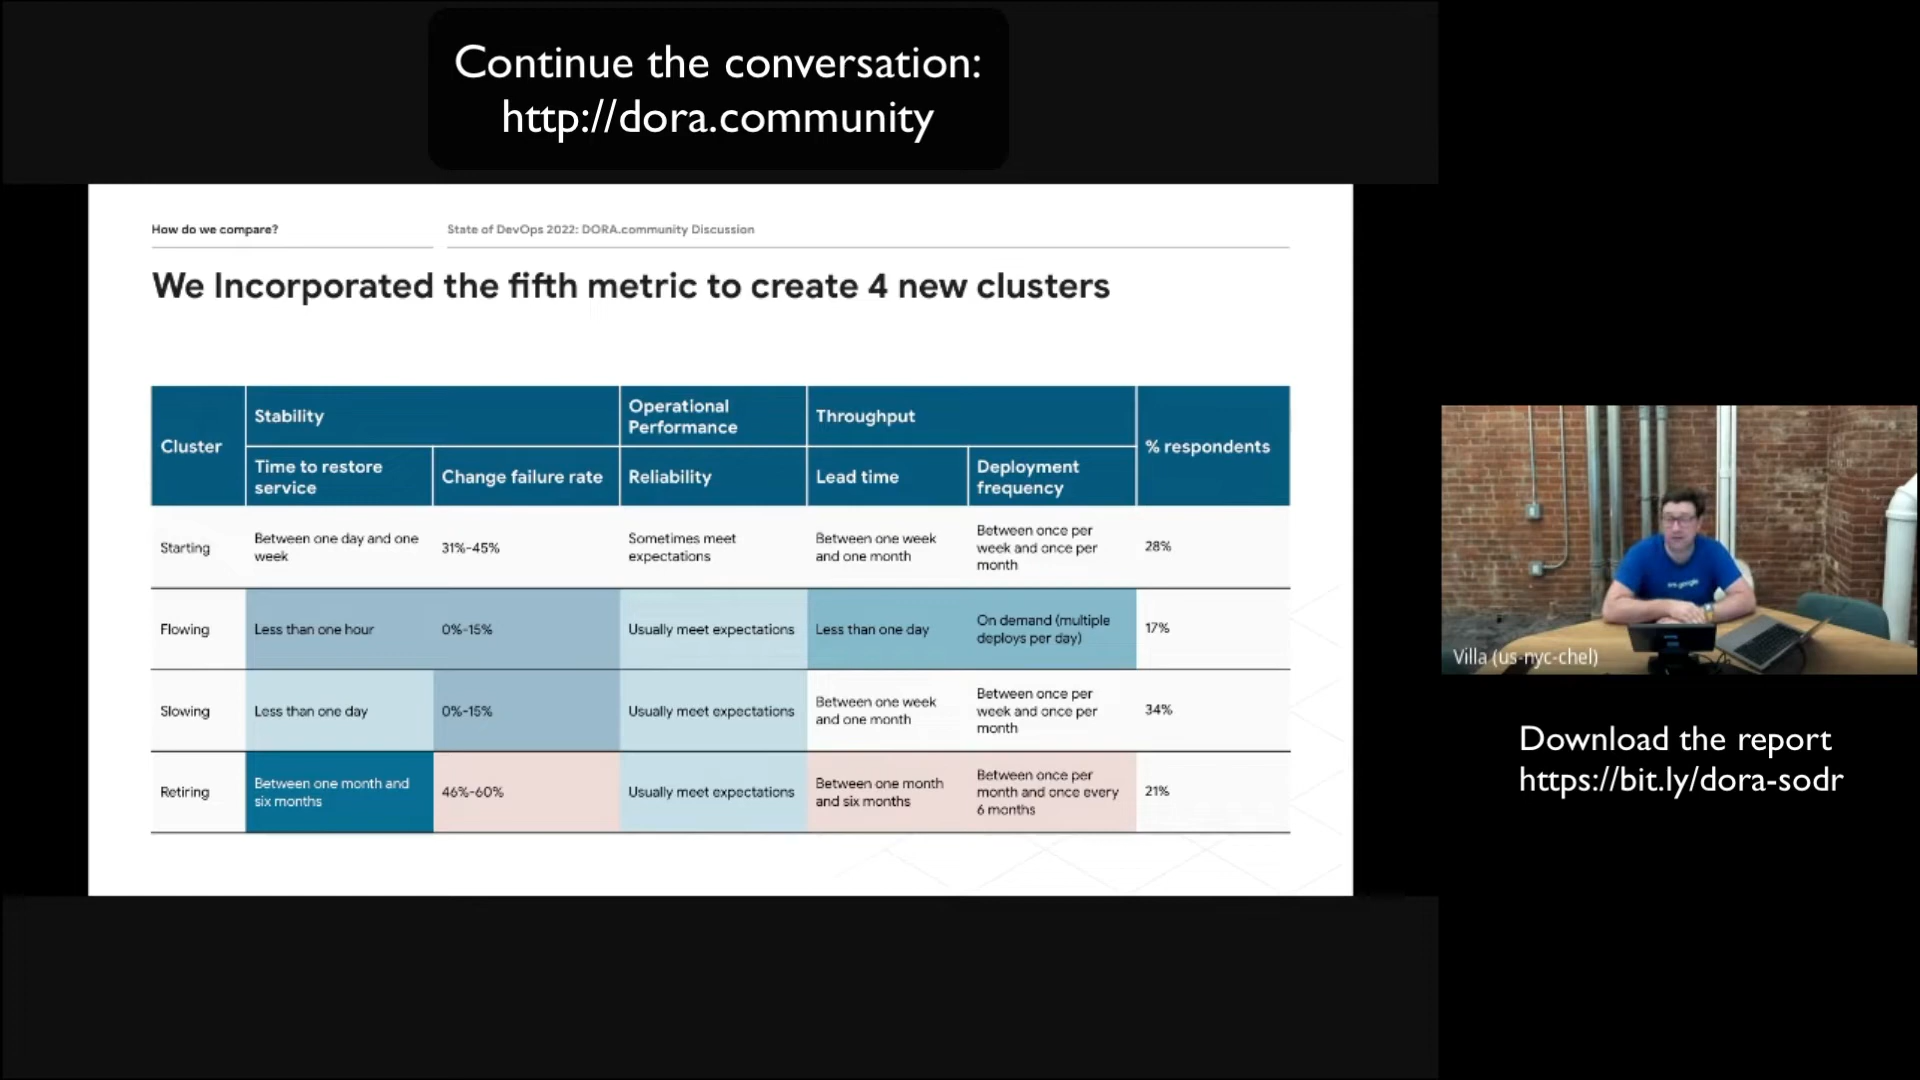 Continue the conversation:
http://dora.community
How do we compare?
State of DevOps 2022: DORA.community Discussion
We Incorporated the fifth metric to create 4 new clusters
Cluster
Stability
Operational
Performance
Throughput
% respondents
Time to restore
service
Change failure rate
Reliability
Lead time
Deployment
frequency
Starting
Between one day and one
week
31%-45%
Sometimes meet
expectations
Between one week
and one month
Between once per
week and once per
month
28%
Flowing
Less than one hour
0%-15%
Usually meet expectations
Less than one day
On demand (multiple
deploys per day)
17%
Slowing
Less than one day
0%-15%
Usually meet expectations
Between one week
and one month
Between once per
week and once per
month
34%
Retiring
Between one month and
six months
46%-60%
Usually meet expectations
Between one month
and six months
Between once per
month and once every
6 months
21%
Villa (us-nyc-chel)
Download the report
https://bit.ly/dora-sodr